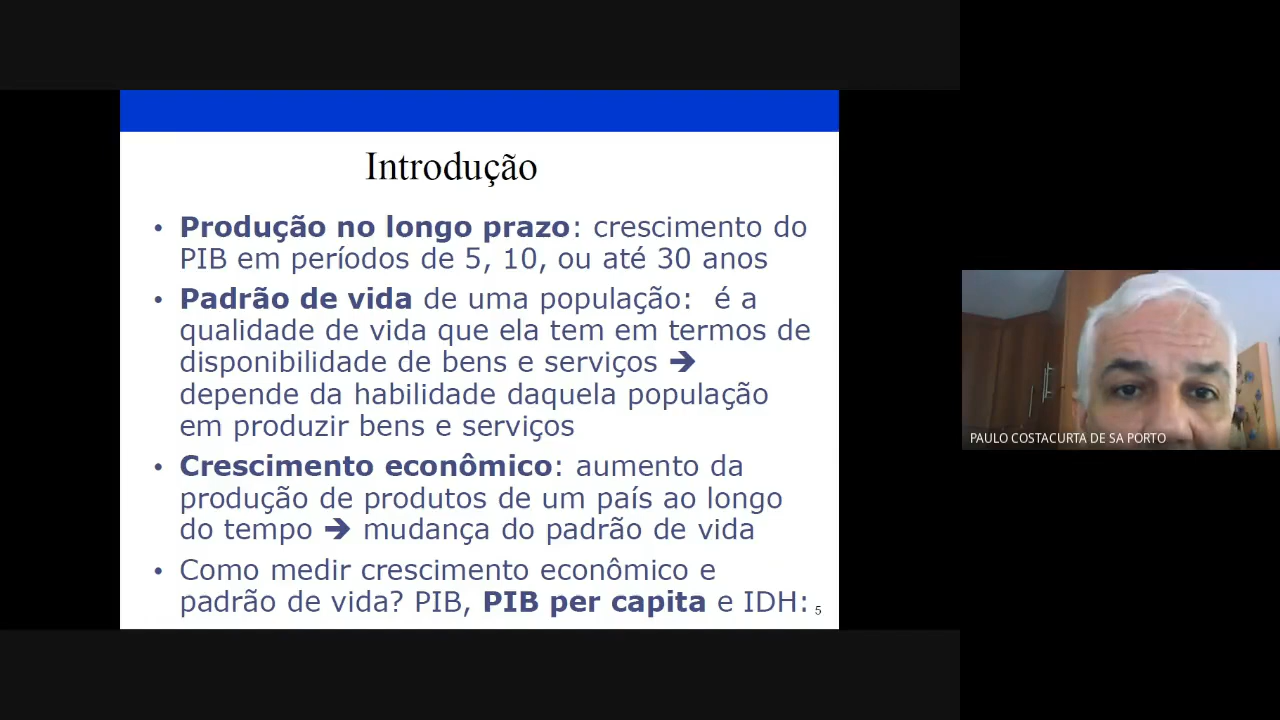 Introdução
• Produção no longo prazo: crescimento do
PIB em períodos de 5, 10, ou até 30 anos
• Padrão de vida de uma população: é a
qualidade de vida que ela tem em termos de
disponibilidade de bens e serviços ➔
depende da habilidade daquela população
em produzir bens e serviços
• Crescimento econômico: aumento da
produção de produtos de um país ao longo
do tempo ➔ mudança do padrão de vida
• Como medir crescimento econômico e
padrão de vida? PIB, PIB per capita e IDH:
5
PAULO COSTACURTA DE SA PORTO